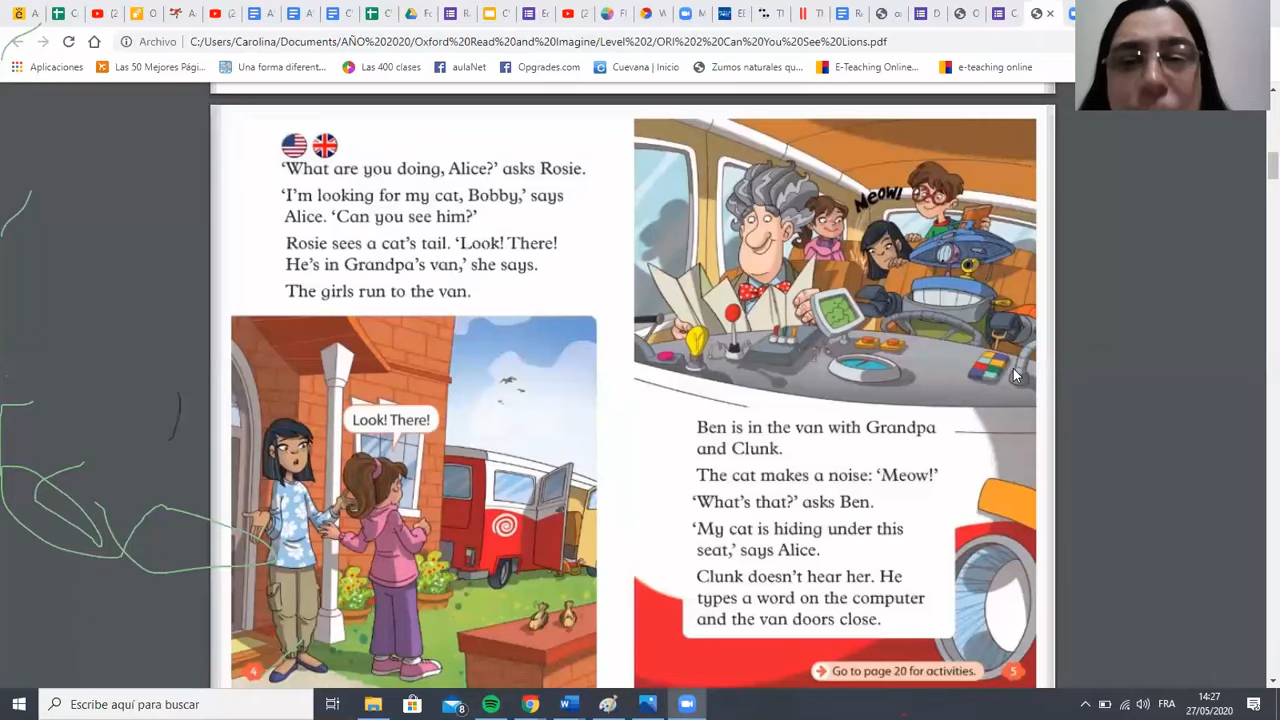 Archivo
C:/Users/Carolina/Documents/AÑO%202020/Oxford%20Read%20and%20Imagine/Level%202/ORI%202%20Can%20You%20See%20Lions.pdf
Aplicaciones
Las 50 Mejores Pági...
Una forma diferent...
Las 400 clases
aulaNet
Opgrades.com
Cuevana | Inicio
Zumos naturales qu...
E-Teaching Online...
e-teaching online
‘What are you doing, Alice?’ asks Rosie.
‘I’m looking for my cat, Bobby,’ says
Alice. ‘Can you see him?’
Rosie sees a cat’s tail. ‘Look! There!
He’s in Grandpa’s van,’ she says.
The girls run to the van.
Look! There!
4
Meow!
Ben is in the van with Grandpa
and Clunk.
The cat makes a noise: ‘Meow!’
‘What’s that?’ asks Ben.
‘My cat is hiding under this
seat,’ says Alice.
Clunk doesn’t hear her. He
types a word on the computer
and the van doors close.
Go to page 20 for activities.
5
Escribe aquí para buscar
8
FRA
14:27
27/05/2020